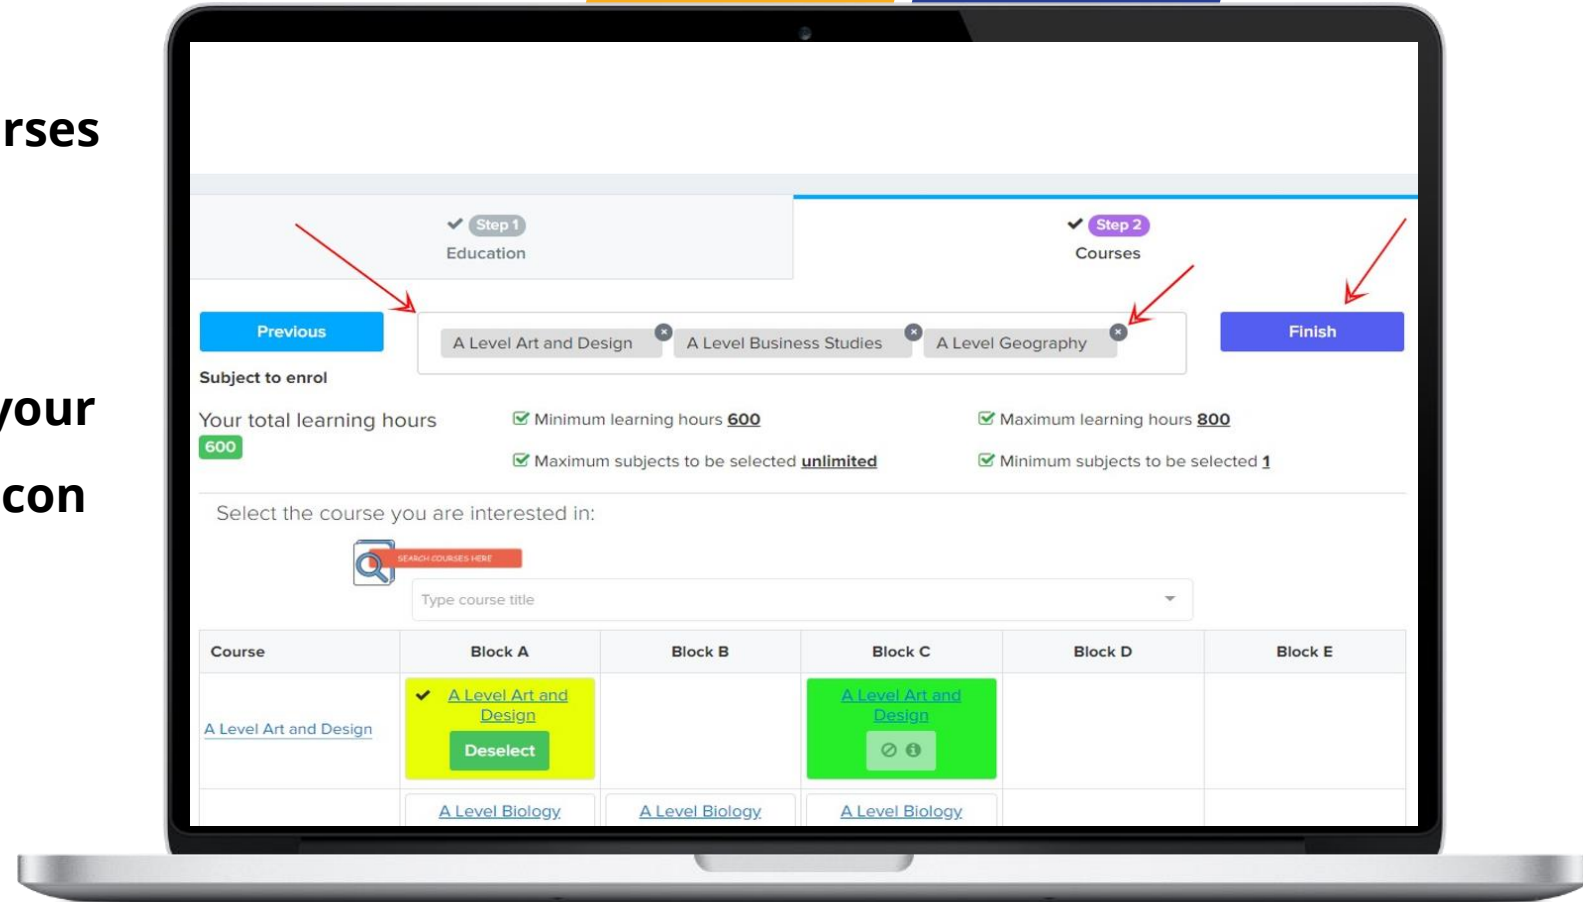 rses
your
con
Step 1
Education
Step 2
Courses
Previous
A Level Art and Design
A Level Business Studies
A Level Geography
Finish
Subject to enrol
Your total learning hours
600
Minimum learning hours 600
Maximum learning hours 800
Maximum subjects to be selected unlimited
Minimum subjects to be selected 1
Select the course you are interested in:
SEARCH COURSES HERE
Type course title
Course Block A Block B Block C Block D Block E
A Level Art and Design
A Level Art and
Design
Deselect
A Level Art and
Design
A Level Biology A Level Biology A Level Biology